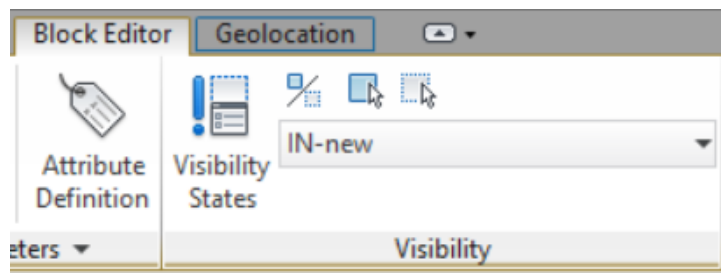 Block Editor Geolocation
IN-new
Attribute Definition
Visibility States
eters
Visibility